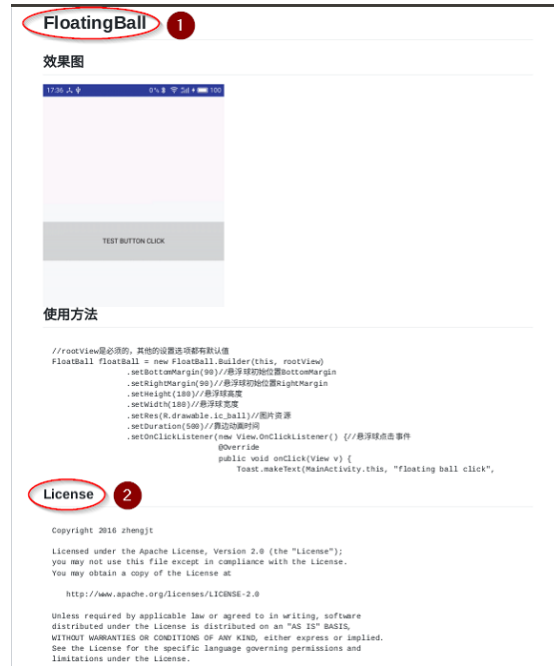 FloatingBall 1
效果图
17:36 0% 100
TEST BUTTON CLICK
使用方法
//rootView是必须的，其他的设置选项都有默认值
FloatBall floatBall = new FloatBall.Builder(this, rootView)
.setBottomMargin(90)//悬浮球初始位置BottomMargin
.setRightMargin(90)//悬浮球初始位置RightMargin
.setHeight(180)//悬浮球高度
.setWidth(180)//悬浮球宽度
.setRes(R.drawable.ic_ball)//图片资源
.setDuration(500)//靠边动画时间
.setOnClickListener(new View.OnClickListener() {//悬浮球点击事件
@Override
public void onClick(View v) {
Toast.makeText(MainActivity.this, "floating ball click",
License 2
Copyright 2016 zhengjt
Licensed under the Apache License, Version 2.0 (the "License");
you may not use this file except in compliance with the License.
You may obtain a copy of the License at
http://www.apache.org/licenses/LICENSE-2.0
Unless required by applicable law or agreed to in writing, software
distributed under the License is distributed on an "AS IS" BASIS,
WITHOUT WARRANTIES OR CONDITIONS OF ANY KIND, either express or implied.
See the License for the specific language governing permissions and
limitations under the License.